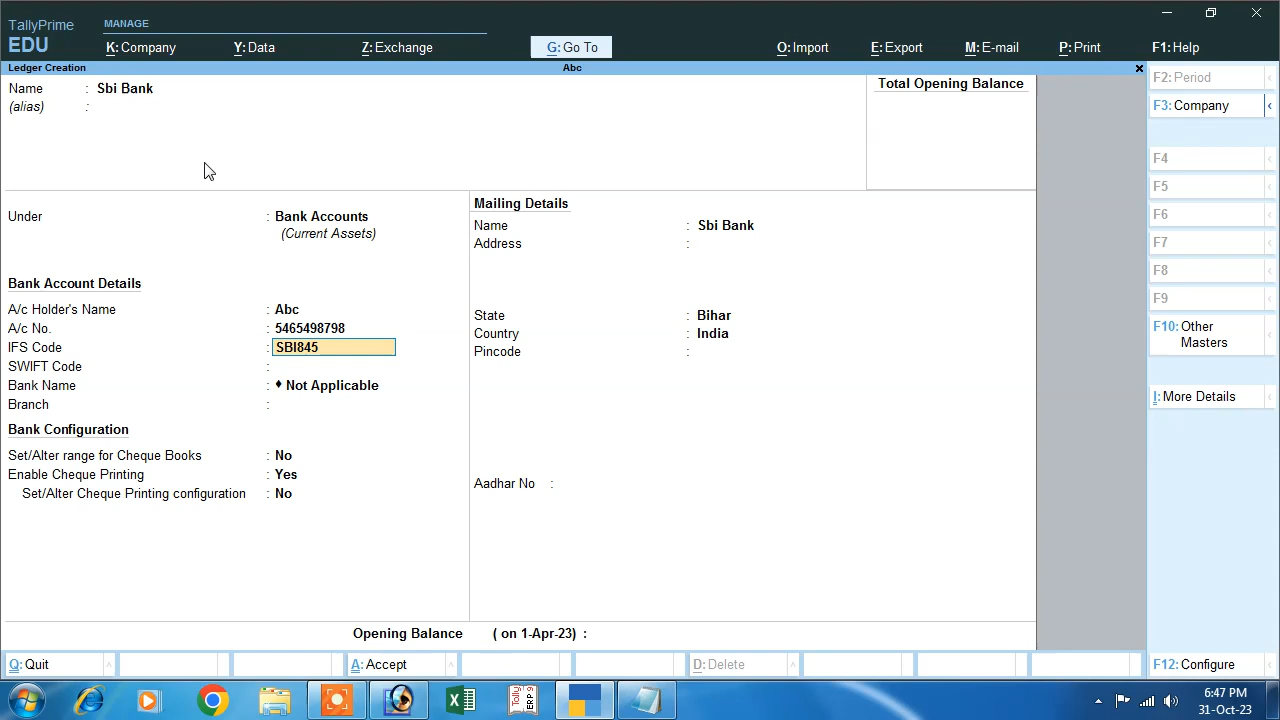 TallyPrime
EDU
MANAGE
K: Company
Y: Data
Z: Exchange
G: Go To
O: Import
E: Export
M: E-mail
P: Print
F1: Help
Ledger Creation
Abc
Name : Sbi Bank
(alias) :
Total Opening Balance
Under : Bank Accounts
(Current Assets)
Bank Account Details
A/c Holder's Name : Abc
A/c No. : 5465498798
IFS Code : SBI845
SWIFT Code :
Bank Name : ♦ Not Applicable
Branch :
Bank Configuration
Set/Alter range for Cheque Books : No
Enable Cheque Printing : Yes
Set/Alter Cheque Printing configuration : No
Mailing Details
Name : Sbi Bank
Address :
State : Bihar
Country : India
Pincode :
Aadhar No :
Opening Balance ( on 1-Apr-23) :
F2: Period
F3: Company
F4
F5
F6
F7
F8
F9
F10: Other
Masters
I: More Details
F12: Configure
Q: Quit
A: Accept
D: Delete
Tally
ERP 9
6:47 PM
31-Oct-23